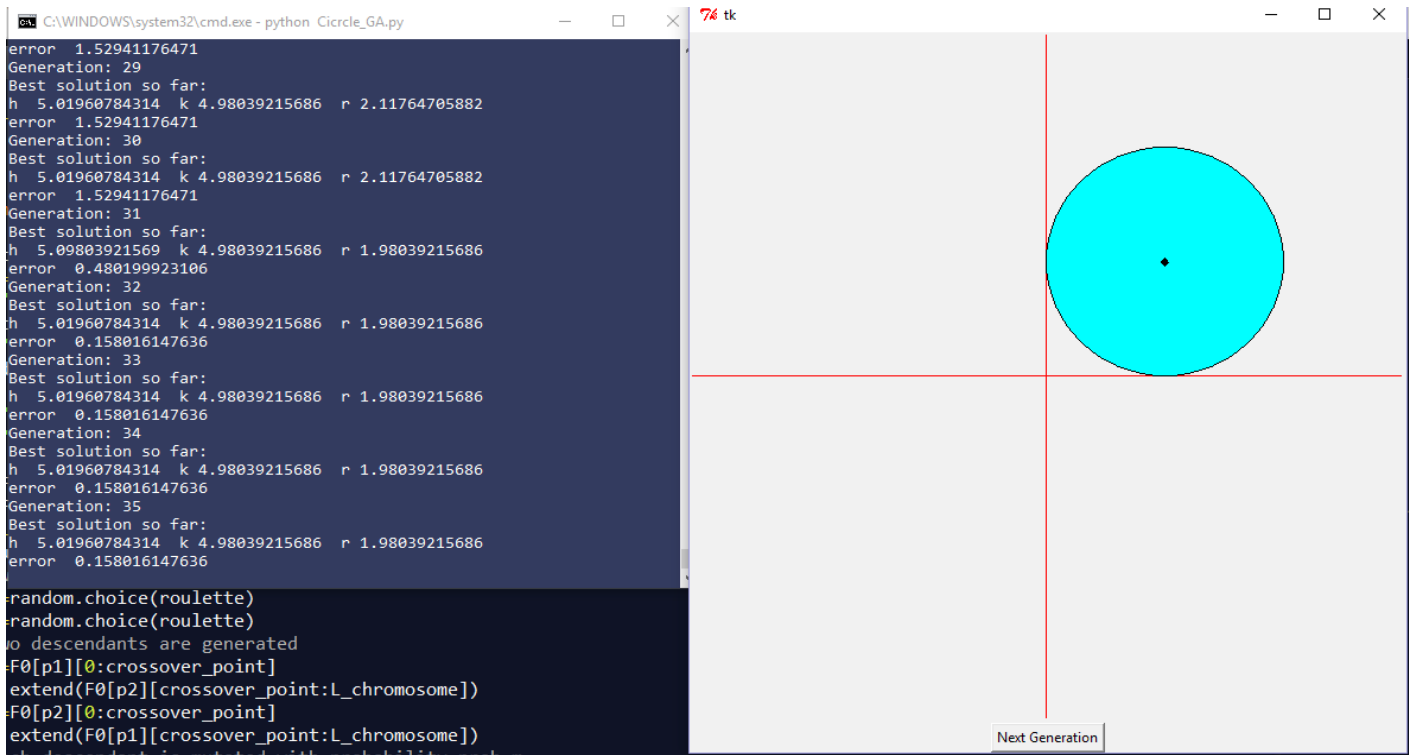 C:\WINDOWS\system32\cmd.exe - python Cicrcle_GA.py
error 1.52941176471
Generation: 29
Best solution so far:
h 5.01960784314 k 4.98039215686 r 2.11764705882
error 1.52941176471
Generation: 30
Best solution so far:
h 5.01960784314 k 4.98039215686 r 2.11764705882
error 1.52941176471
Generation: 31
Best solution so far:
h 5.09803921569 k 4.98039215686 r 1.98039215686
error 0.480199923106
Generation: 32
Best solution so far:
h 5.01960784314 k 4.98039215686 r 1.98039215686
error 0.158016147636
Generation: 33
Best solution so far:
h 5.01960784314 k 4.98039215686 r 1.98039215686
error 0.158016147636
Generation: 34
Best solution so far:
h 5.01960784314 k 4.98039215686 r 1.98039215686
error 0.158016147636
Generation: 35
Best solution so far:
h 5.01960784314 k 4.98039215686 r 1.98039215686
error 0.158016147636
=random.choice(roulette)
=random.choice(roulette)
wo descendants are generated
=F0[p1][0:crossover_point]
extend(F0[p2][crossover_point:L_chromosome])
=F0[p2][0:crossover_point]
extend(F0[p1][crossover_point:L_chromosome])
tk
Next Generation